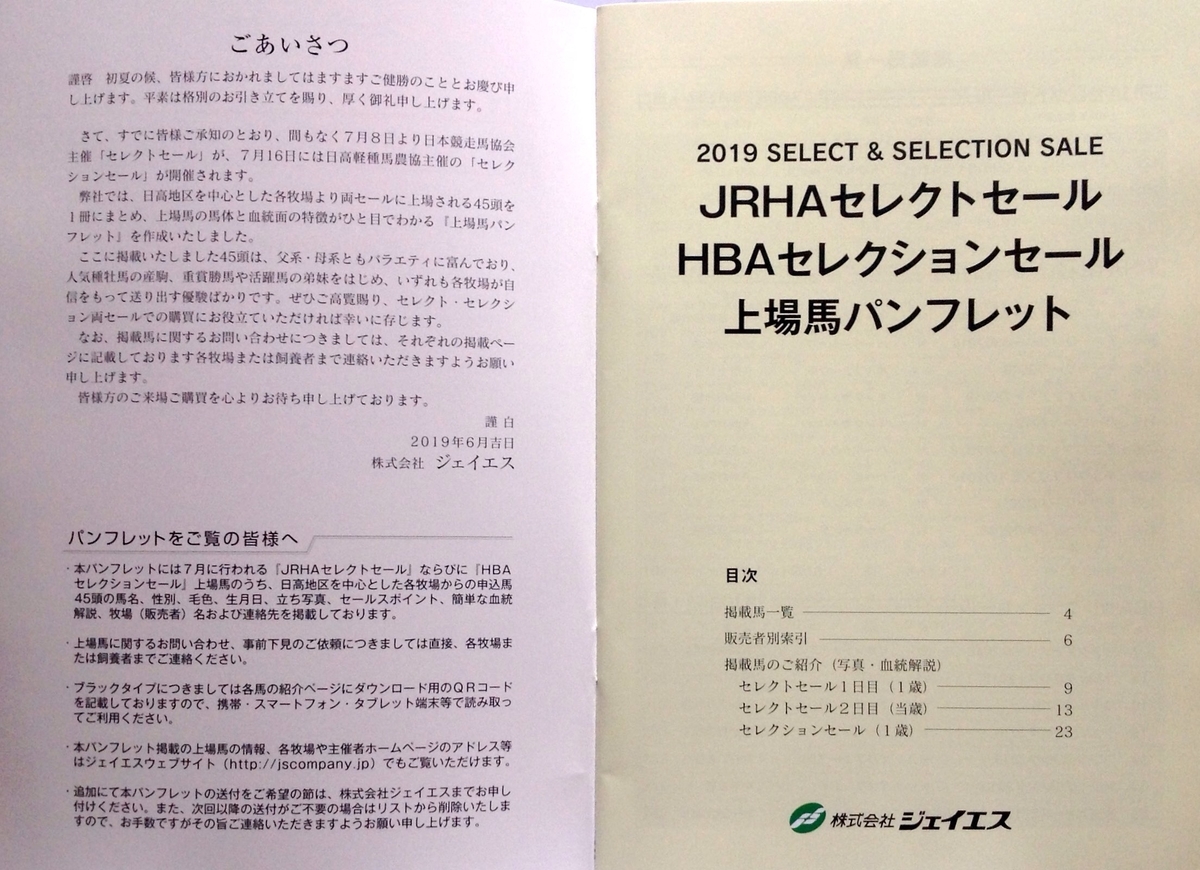 ごあいさつ
謹啓　初夏の候、皆様方におかれましてはますますご健勝のこととお慶び申
し上げます。平素は格別のお引き立てを賜り、厚く御礼申し上げます。
さて、すでに皆様ご承知のとおり、間もなく７月８日より日本競走馬協会
主催「セレクトセール」が、７月16日には日高軽種馬農協主催の「セレク
ションセール」が開催されます。
弊社では、日高地区を中心とした各牧場より両セールに上場される45頭を
１冊にまとめ、上場馬の馬体と血統面の特徴がひと目でわかる『上場馬パン
フレット』を作成いたしました。
ここに掲載いたしました45頭は、父系・母系ともバラエティに富んでおり、
人気種牡馬の産駒、重賞勝馬や活躍馬の弟妹をはじめ、いずれも各牧場が自
信をもって送り出す優駿ばかりです。ぜひご高覧賜り、セレクト・セレクシ
ョン両セールでの購買にお役立ていただければ幸いに存じます。
なお、掲載馬に関するお問い合わせにつきましては、それぞれの掲載ペー
ジに記載しております各牧場または飼養者まで連絡いただきますようお願い
申し上げます。
皆様方のご来場ご購買を心よりお待ち申し上げております。
謹白
2019年６月吉日
株式会社 ジェイエス
パンフレットをご覧の皆様へ
・本パンフレットには７月に行われる『JRHAセレクトセール』ならびに『HBA
セレクションセール』上場馬のうち、日高地区を中心とした各牧場からの申込馬
45頭の馬名、性別、毛色、生月日、立ち写真、セールスポイント、簡単な血統
解説、牧場（販売者）名および連絡先を掲載しております。
・上場馬に関するお問い合わせ、事前下見のご依頼につきましては直接、各牧場ま
たは飼養者までご連絡ください。
・ブラックタイプにつきましては各馬の紹介ページにダウンロード用のＱＲコード
を記載しておりますので、携帯・スマートフォン・タブレット端末等で読み取っ
てご利用ください。
・本パンフレット掲載の上場馬の情報、各牧場や主催者ホームページのアドレス等
はジェイエスウェブサイト（http://jscompany.jp）でもご覧いただけます。
・追加にて本パンフレットの送付をご希望の節は、株式会社ジェイエスまでお申し
付けください。また、次回以降の送付がご不要の場合はリストから削除いたしま
すので、お手数ですがその旨ご連絡いただきますようお願い申し上げます。
2019 SELECT & SELECTION SALE
JRHAセレクトセール
HBAセレクションセール
上場馬パンフレット
目次
掲載馬一覧 4
販売者別索引 6
掲載馬のご紹介（写真・血統解説）
セレクトセール１日目（１歳） 9
セレクトセール２日目（当歳） 13
セレクションセール（１歳） 23
株式会社 ジェイエス